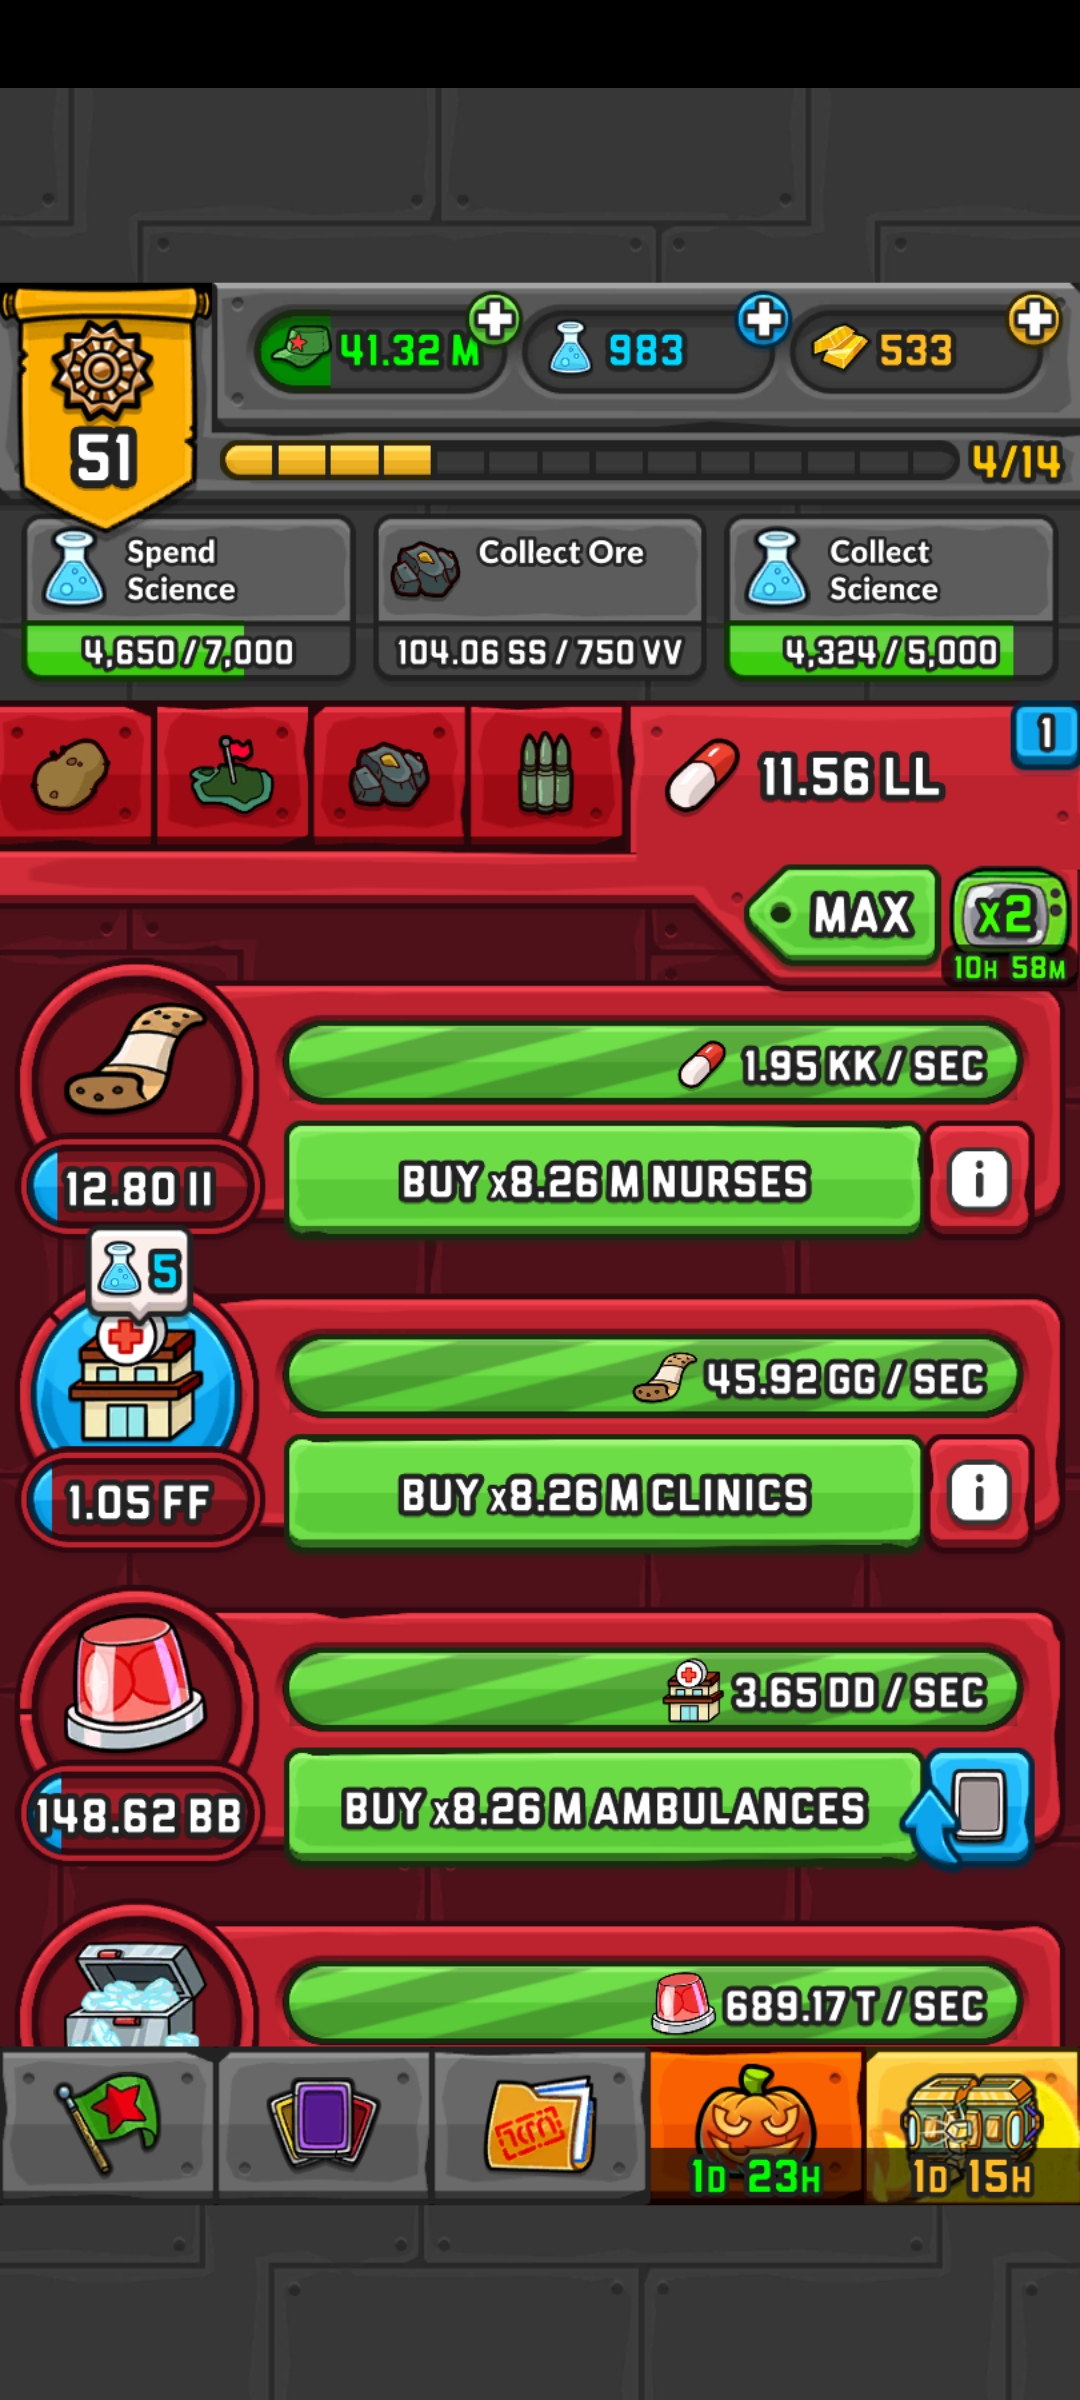 51
41.32 M
983
533
4/14
Spend
Science
4,650/7,000
Collect Ore
104.06 SS/750 VV
Collect
Science
4,324/5,000
11.56 LL
1
MAX
x2
10H 58M
1.95 KK/SEC
12.80 II
BUY x8.26 M NURSES
i
5
45.92 GG/SEC
1.05 FF
BUY x8.26 M CLINICS
i
3.65 DD/SEC
148.62 BB
BUY x8.26 M AMBULANCES
689.17 T/SEC
1D 23H
1D 15H